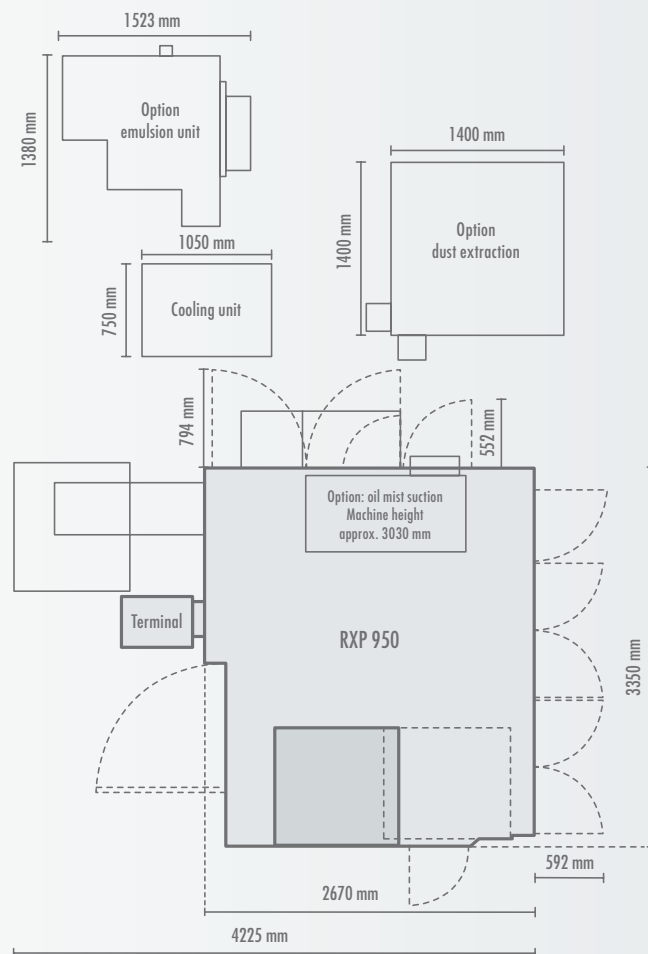 1523 mm
Option
emulsion unit
1380 mm
1400 mm
1400 mm
Option
dust extraction
1050 mm
750 mm
Cooling unit
794 mm
552 mm
Option: oil mist suction
Machine height
approx. 3030 mm
Terminal
RXP 950
3350 mm
592 mm
2670 mm
4225 mm